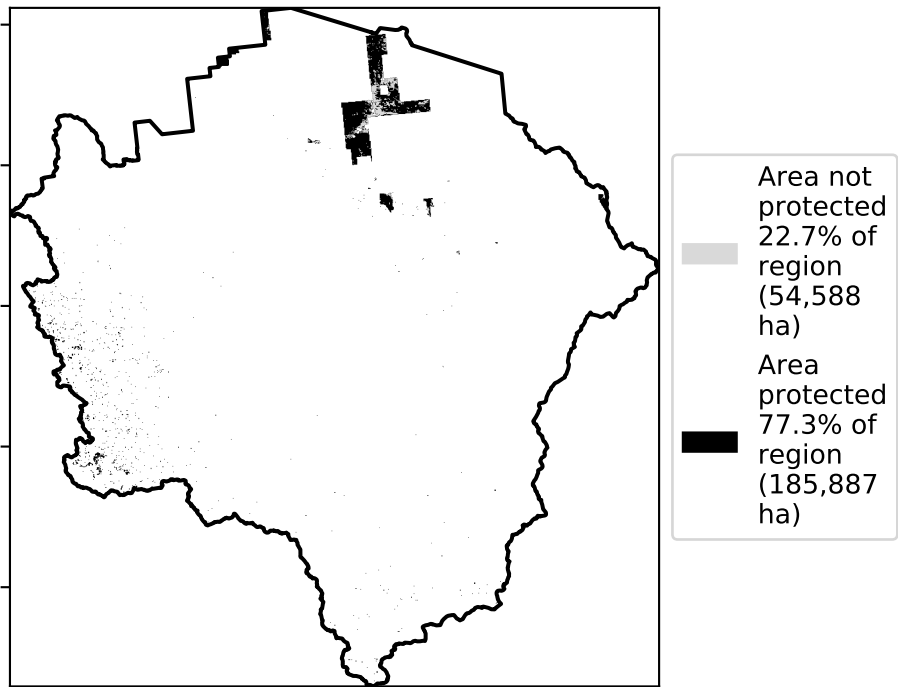 Area not
protected
22.7% of
region
(54,588
ha)
Area
protected
77.3% of
region
(185,887
ha)